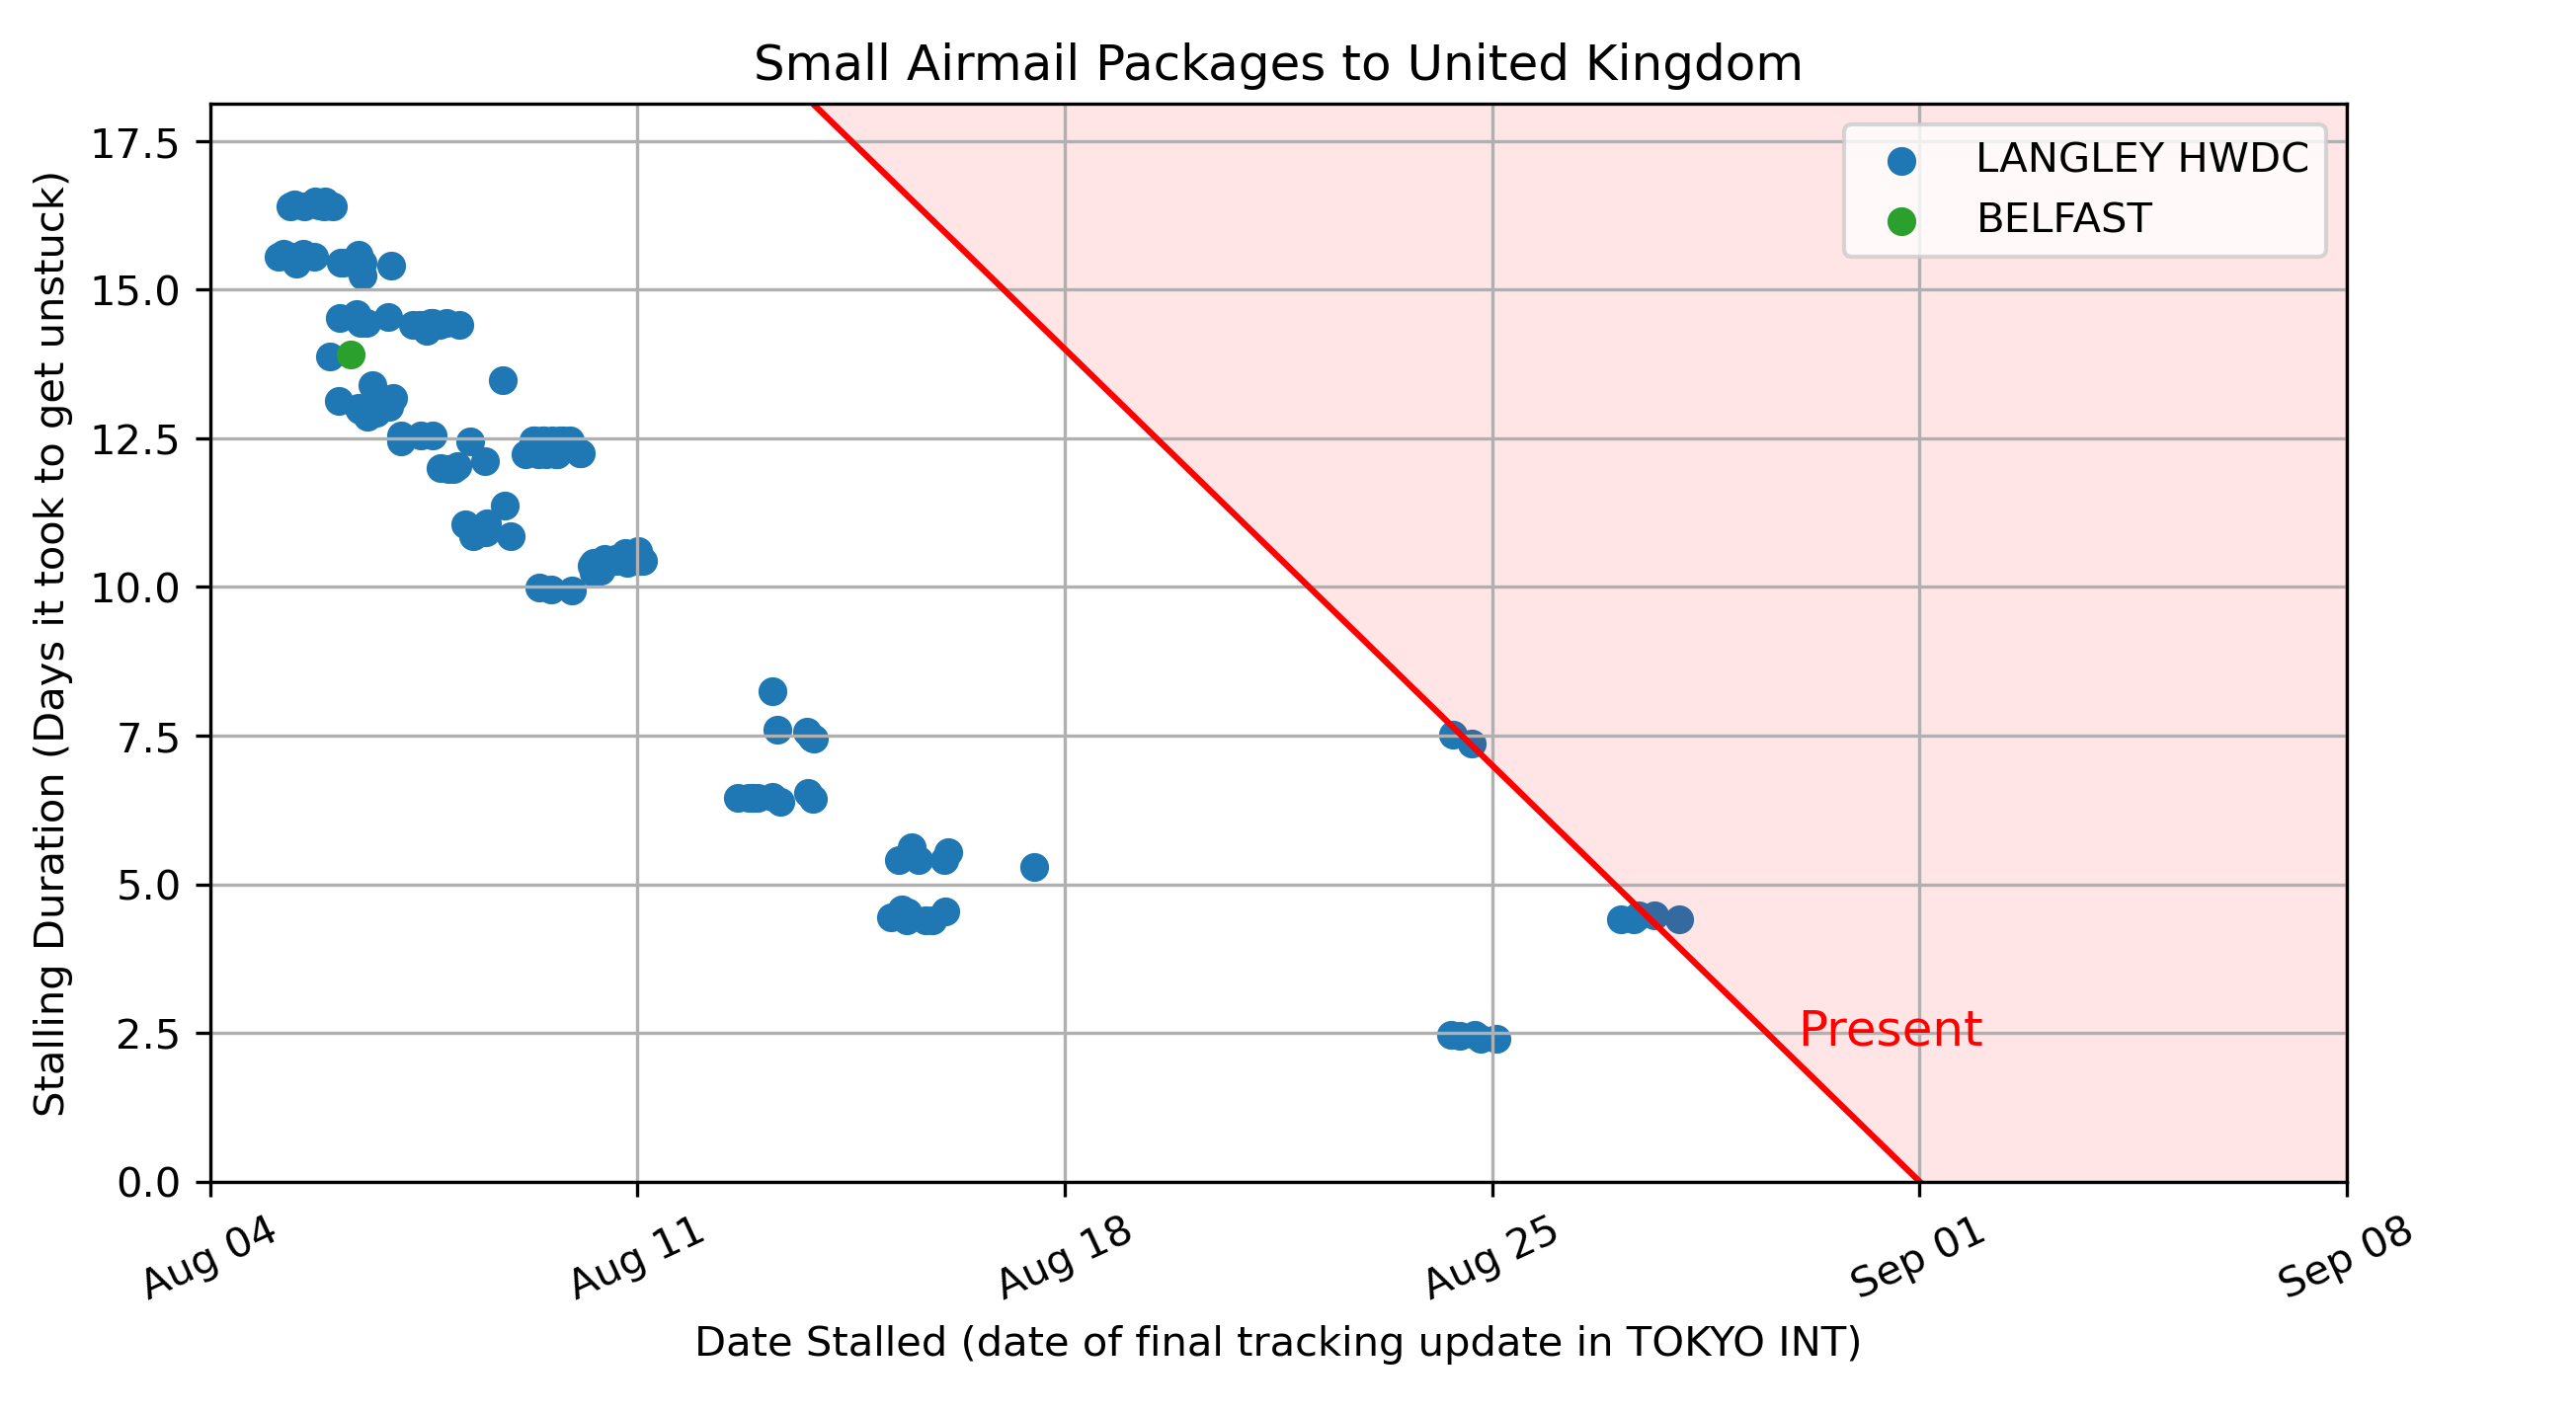 Small Airmail Packages to United Kingdom
LANGLEY HWDC
BELFAST
Stalling Duration (Days it took to get unstuck)
17.5
15.0
12.5
10.0
7.5
5.0
2.5
0.0
Present
Aug 04
Aug 11
Aug 18
Aug 25
Sep 01
Sep 08
Date Stalled (date of final tracking update in TOKYO INT)